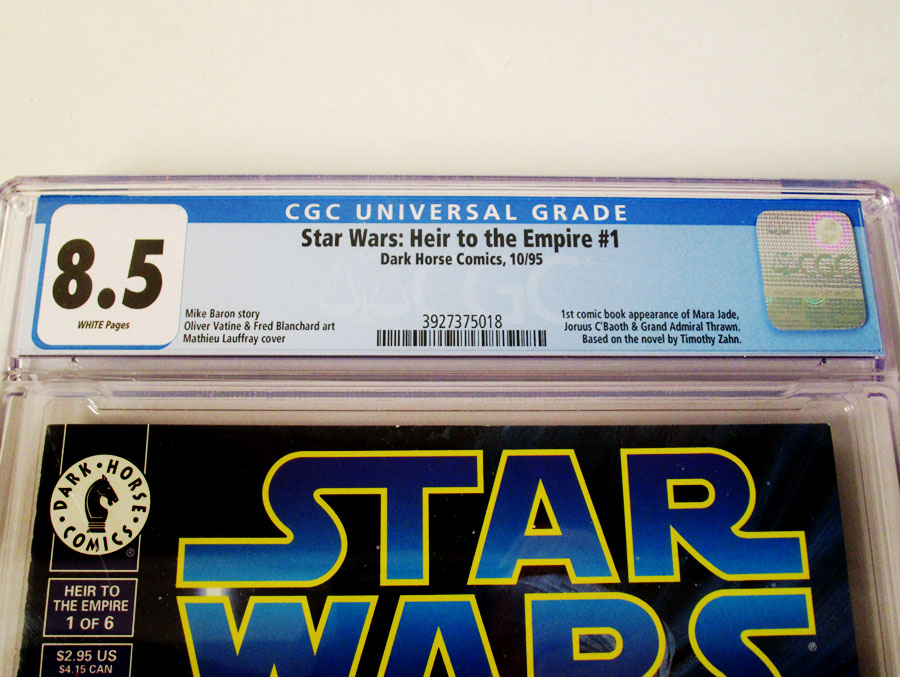 CGC UNIVERSAL GRADE
Star Wars: Heir to the Empire #1
Dark Horse Comics, 10/95
8.5
WHITE Pages
Mike Baron story
Oliver Vatine & Fred Blanchard art
Mathieu Lauffray cover
3927375018
1st comic book appearance of Mara Jade,
Joruus C'Baoth & Grand Admiral Thrawn.
Based on the novel by Timothy Zahn.
CGC
CGC
DARK • HORSE • COMICS •
®
HEIR TO
THE EMPIRE
1 OF 6
$2.95 US
$4.15 CAN
STAR
WARS
®